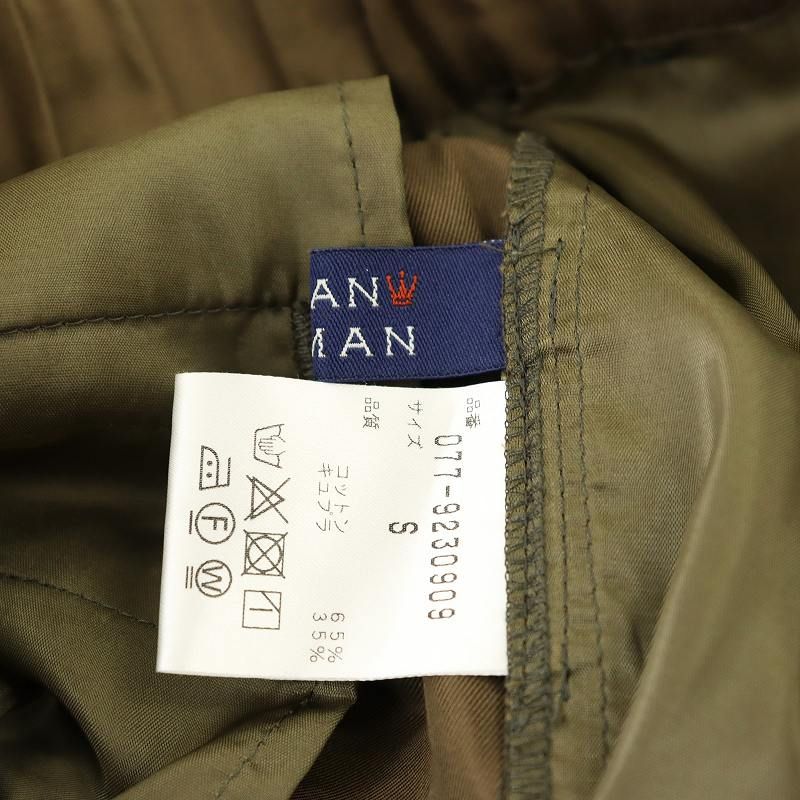 AN
MAN
品番 077-9230909
サイズ S
品質
コットン 65%
キュプラ 35%
F
W